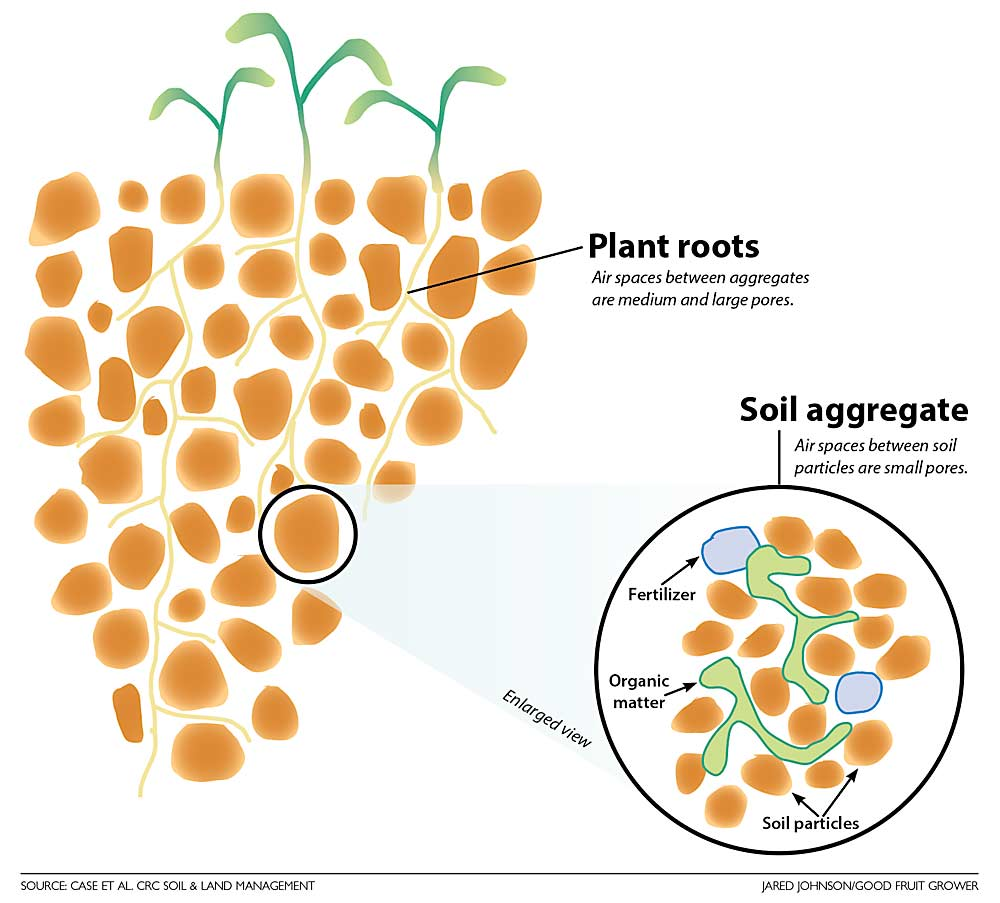 Plant roots
Air spaces between aggregates
are medium and large pores.
Soil aggregate
Air spaces between soil
particles are small pores.
Fertilizer
Organic
matter
Enlarged view
Soil particles
SOURCE: CASE ET AL. CRC SOIL & LAND MANAGEMENT
JARED JOHNSON/GOOD FRUIT GROWER